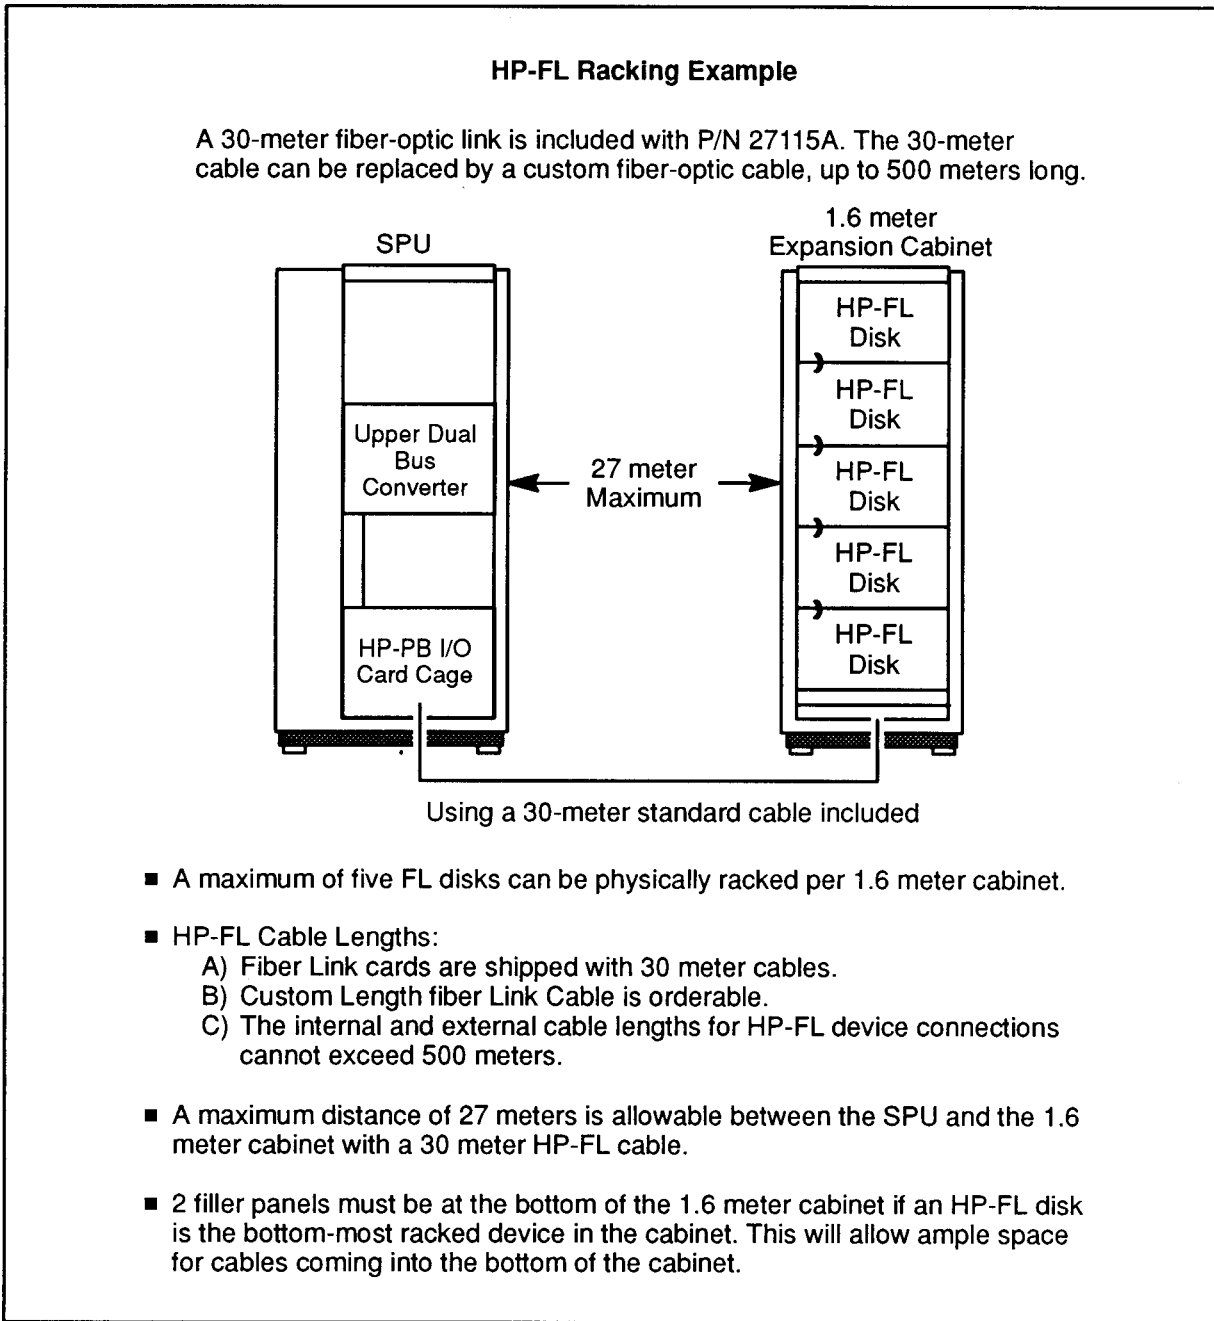 HP-FL Racking Example
A 30-meter fiber-optic link is included with P/N 27115A. The 30-meter
cable can be replaced by a custom fiber-optic cable, up to 500 meters long.
SPU
1.6 meter
Expansion Cabinet
Upper Dual
Bus
Converter
HP-PB I/O
Card Cage
27 meter
Maximum
HP-FL
Disk
HP-FL
Disk
HP-FL
Disk
HP-FL
Disk
HP-FL
Disk
Using a 30-meter standard cable included
■ A maximum of five FL disks can be physically racked per 1.6 meter cabinet.
■ HP-FL Cable Lengths:
A) Fiber Link cards are shipped with 30 meter cables.
B) Custom Length fiber Link Cable is orderable.
C) The internal and external cable lengths for HP-FL device connections
cannot exceed 500 meters.
■ A maximum distance of 27 meters is allowable between the SPU and the 1.6
meter cabinet with a 30 meter HP-FL cable.
■ 2 filler panels must be at the bottom of the 1.6 meter cabinet if an HP-FL disk
is the bottom-most racked device in the cabinet. This will allow ample space
for cables coming into the bottom of the cabinet.